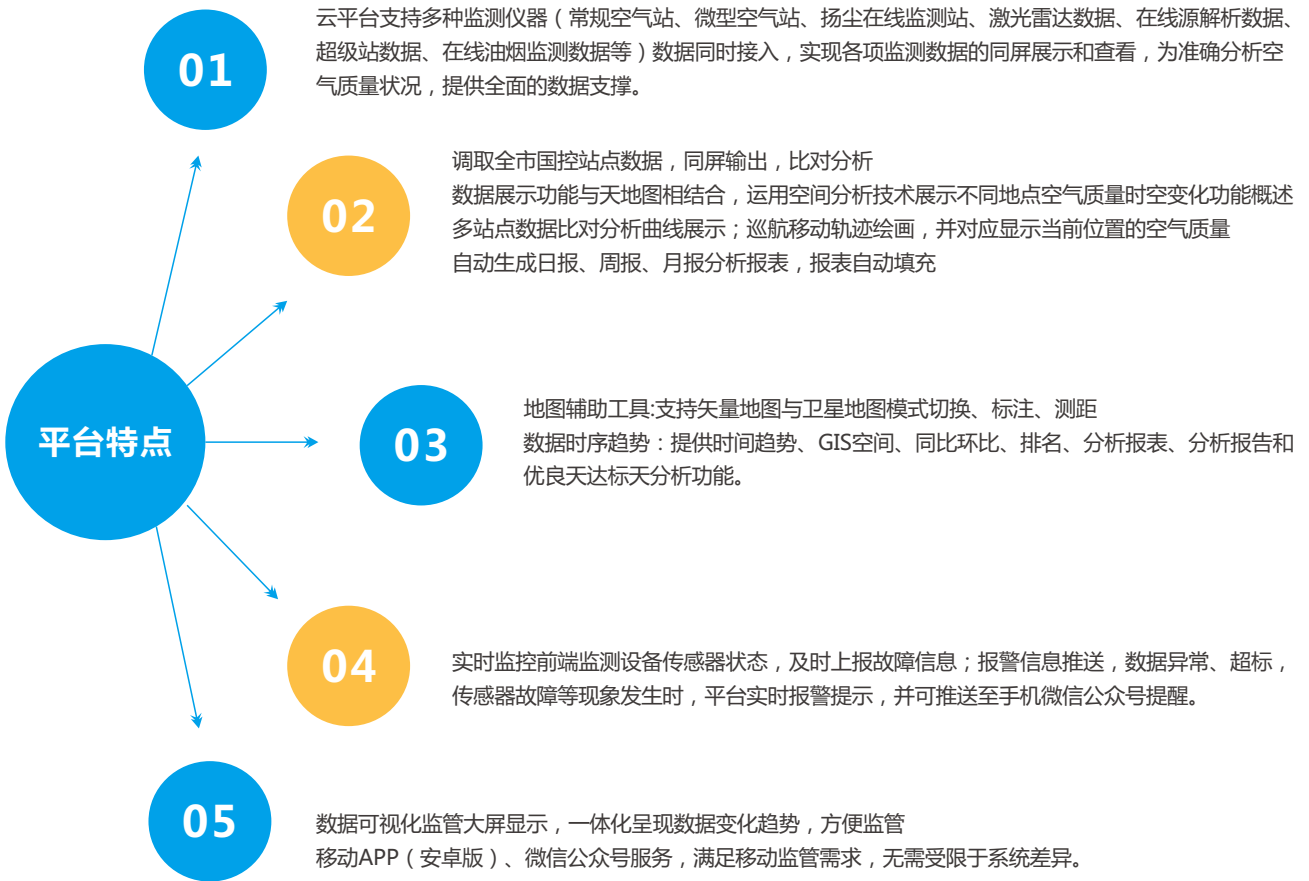 01
云平台支持多种监测仪器（常规空气站、微型空气站、扬尘在线监测站、激光雷达数据、在线源解析数据、
超级站数据、在线油烟监测数据等）数据同时接入，实现各项监测数据的同屏展示和查看，为准确分析空
气质量状况，提供全面的数据支撑。
02
调取全市国控站点数据，同屏输出，比对分析
数据展示功能与天地图相结合，运用空间分析技术展示不同地点空气质量时空变化功能概述
多站点数据比对分析曲线展示；巡航移动轨迹绘画，并对应显示当前位置的空气质量
自动生成日报、周报、月报分析报表，报表自动填充
平台特点
03
地图辅助工具:支持矢量地图与卫星地图模式切换、标注、测距
数据时序趋势：提供时间趋势、GIS空间、同比环比、排名、分析报表、分析报告和
优良天达标天分析功能。
04
实时监控前端监测设备传感器状态，及时上报故障信息；报警信息推送，数据异常、超标，
传感器故障等现象发生时，平台实时报警提示，并可推送至手机微信公众号提醒。
05
数据可视化监管大屏显示，一体化呈现数据变化趋势，方便监管
移动APP（安卓版）、微信公众号服务，满足移动监管需求，无需受限于系统差异。